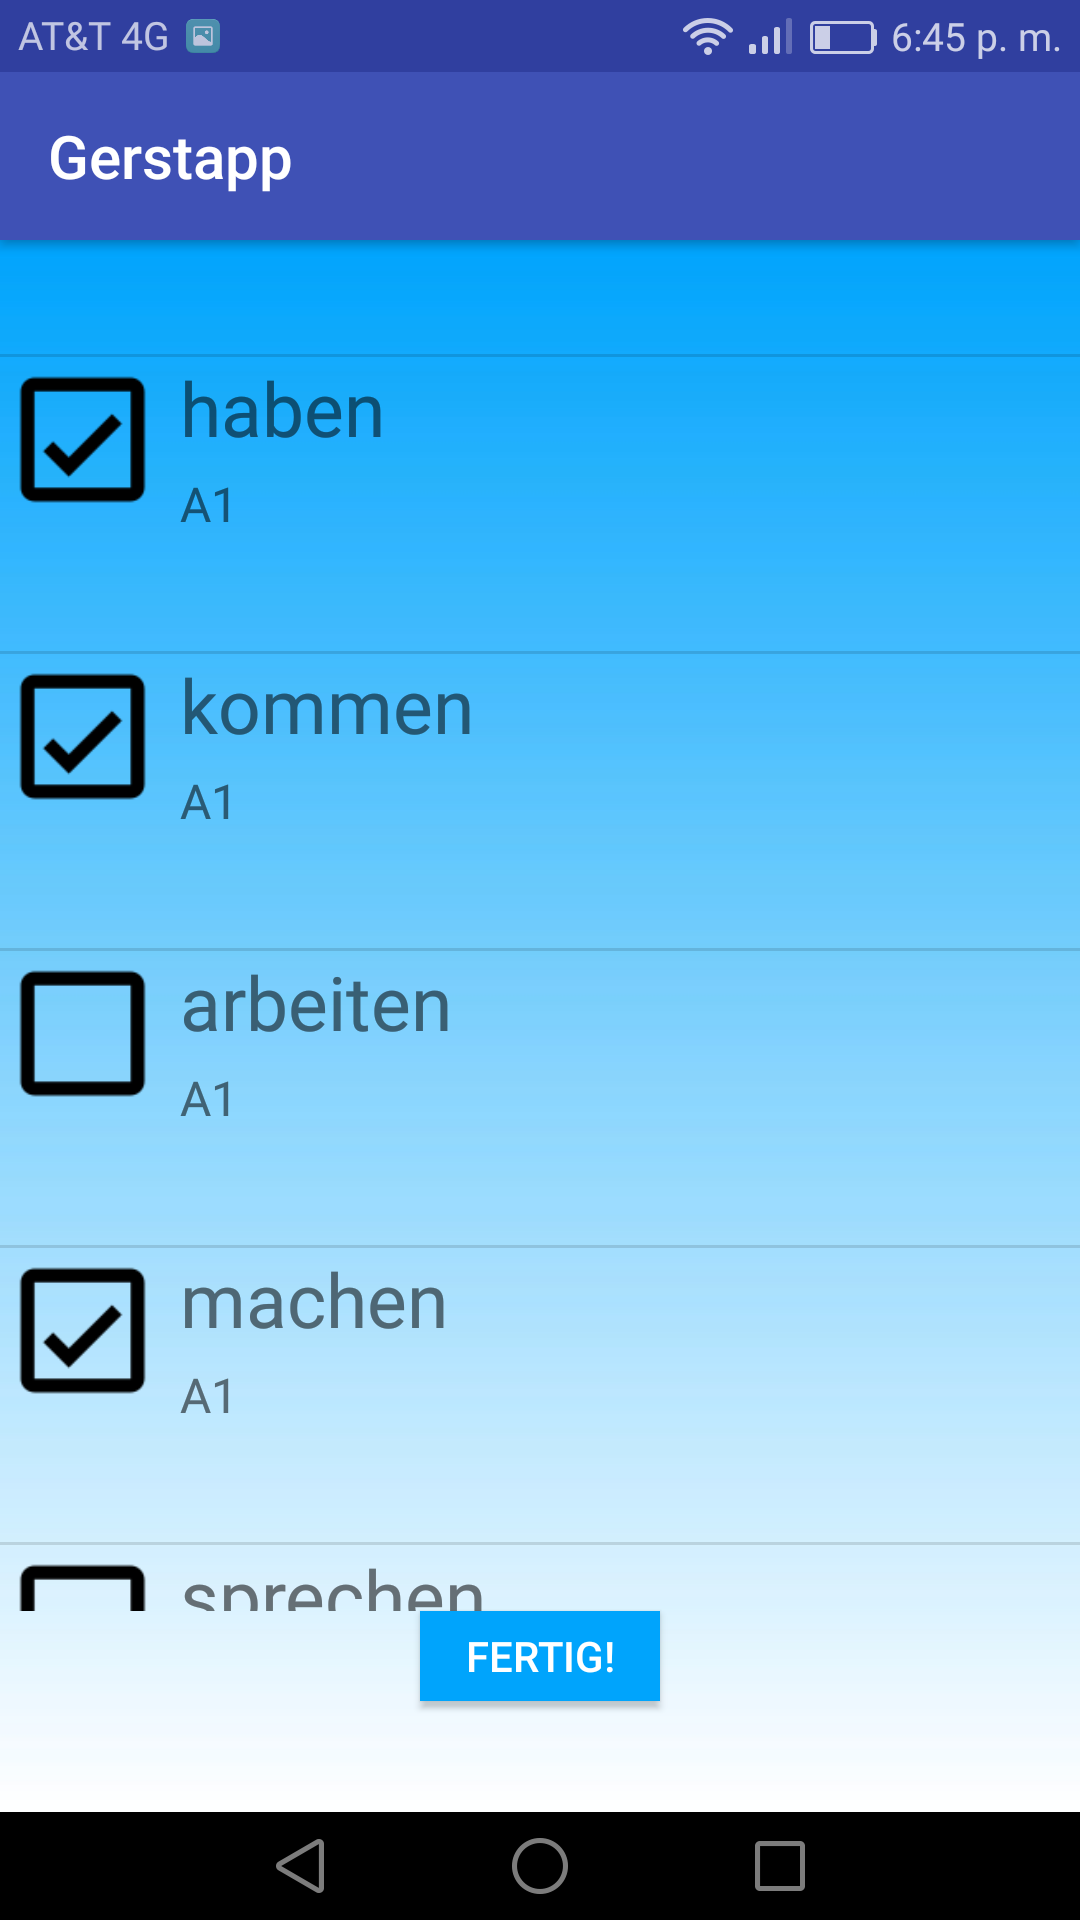 AT&T 4G 6:45 p. m.
Gerstapp
haben
A1
kommen
A1
arbeiten
A1
machen
A1
sprechen
FERTIG!